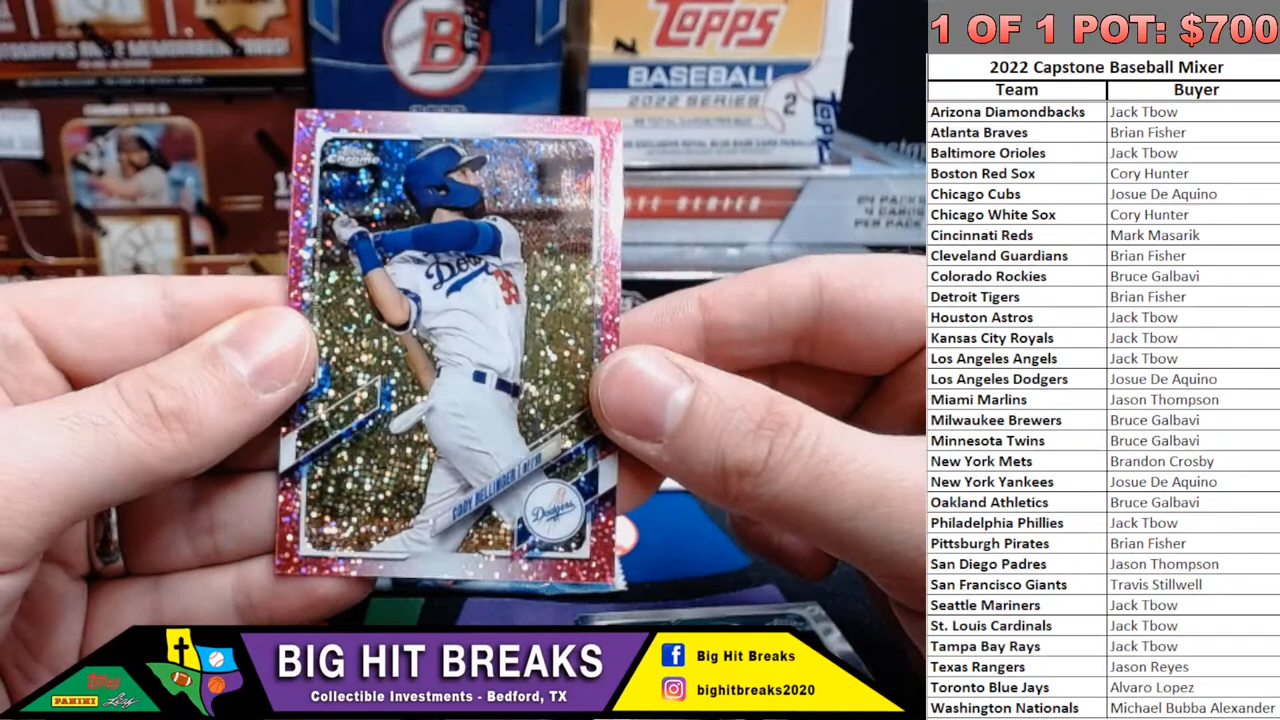 1 OF 1 POT: $700
2022 Capstone Baseball Mixer
Team Buyer
Arizona Diamondbacks Jack Tbow
Atlanta Braves Brian Fisher
Baltimore Orioles Jack Tbow
Boston Red Sox Cory Hunter
Chicago Cubs Josue De Aquino
Chicago White Sox Cory Hunter
Cincinnati Reds Mark Masarik
Cleveland Guardians Brian Fisher
Colorado Rockies Bruce Galbavi
Detroit Tigers Brian Fisher
Houston Astros Jack Tbow
Kansas City Royals Jack Tbow
Los Angeles Angels Jack Tbow
Los Angeles Dodgers Josue De Aquino
Miami Marlins Jason Thompson
Milwaukee Brewers Bruce Galbavi
Minnesota Twins Bruce Galbavi
New York Mets Brandon Crosby
New York Yankees Josue De Aquino
Oakland Athletics Bruce Galbavi
Philadelphia Phillies Jack Tbow
Pittsburgh Pirates Brian Fisher
San Diego Padres Jason Thompson
San Francisco Giants Travis Stillwell
Seattle Mariners Jack Tbow
St. Louis Cardinals Jack Tbow
Tampa Bay Rays Jack Tbow
Texas Rangers Jason Reyes
Toronto Blue Jays Alvaro Lopez
Washington Nationals Michael Bubba Alexander
B
Topps
BASEBALL
2022 SERIES 2
Topps
SERIES
Chrome
Dodgers
35
CODY BELLINGER
Dodgers
BIG HIT BREAKS
Collectible Investments - Bedford, TX
Big Hit Breaks
bighitbreaks2020
Topps
PANINI
Leaf